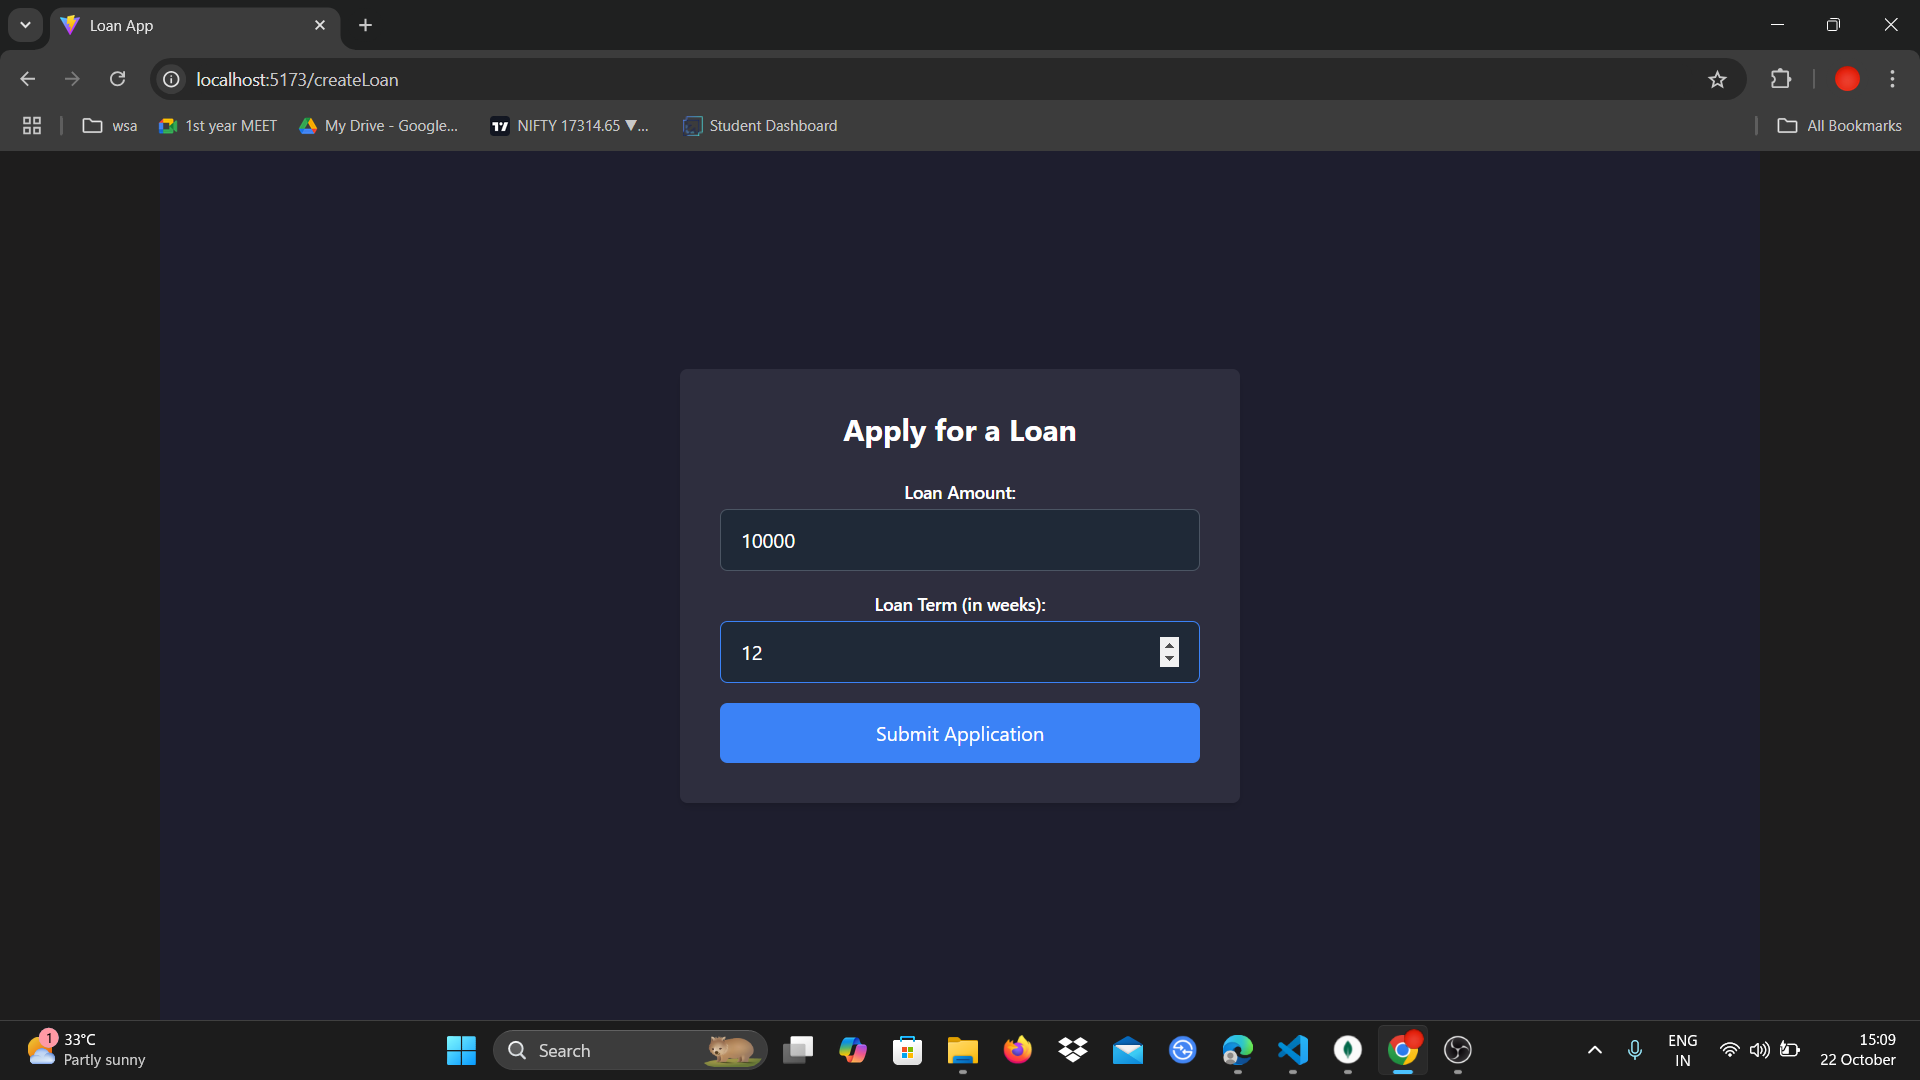 Loan App
localhost:5173/createLoan
wsa
1st year MEET
My Drive - Google...
NIFTY 17314.65 ▼...
Student Dashboard
All Bookmarks
Apply for a Loan
Loan Amount:
10000
Loan Term (in weeks):
12
Submit Application
1
33°C
Partly sunny
Search
ENG
IN
15:09
22 October